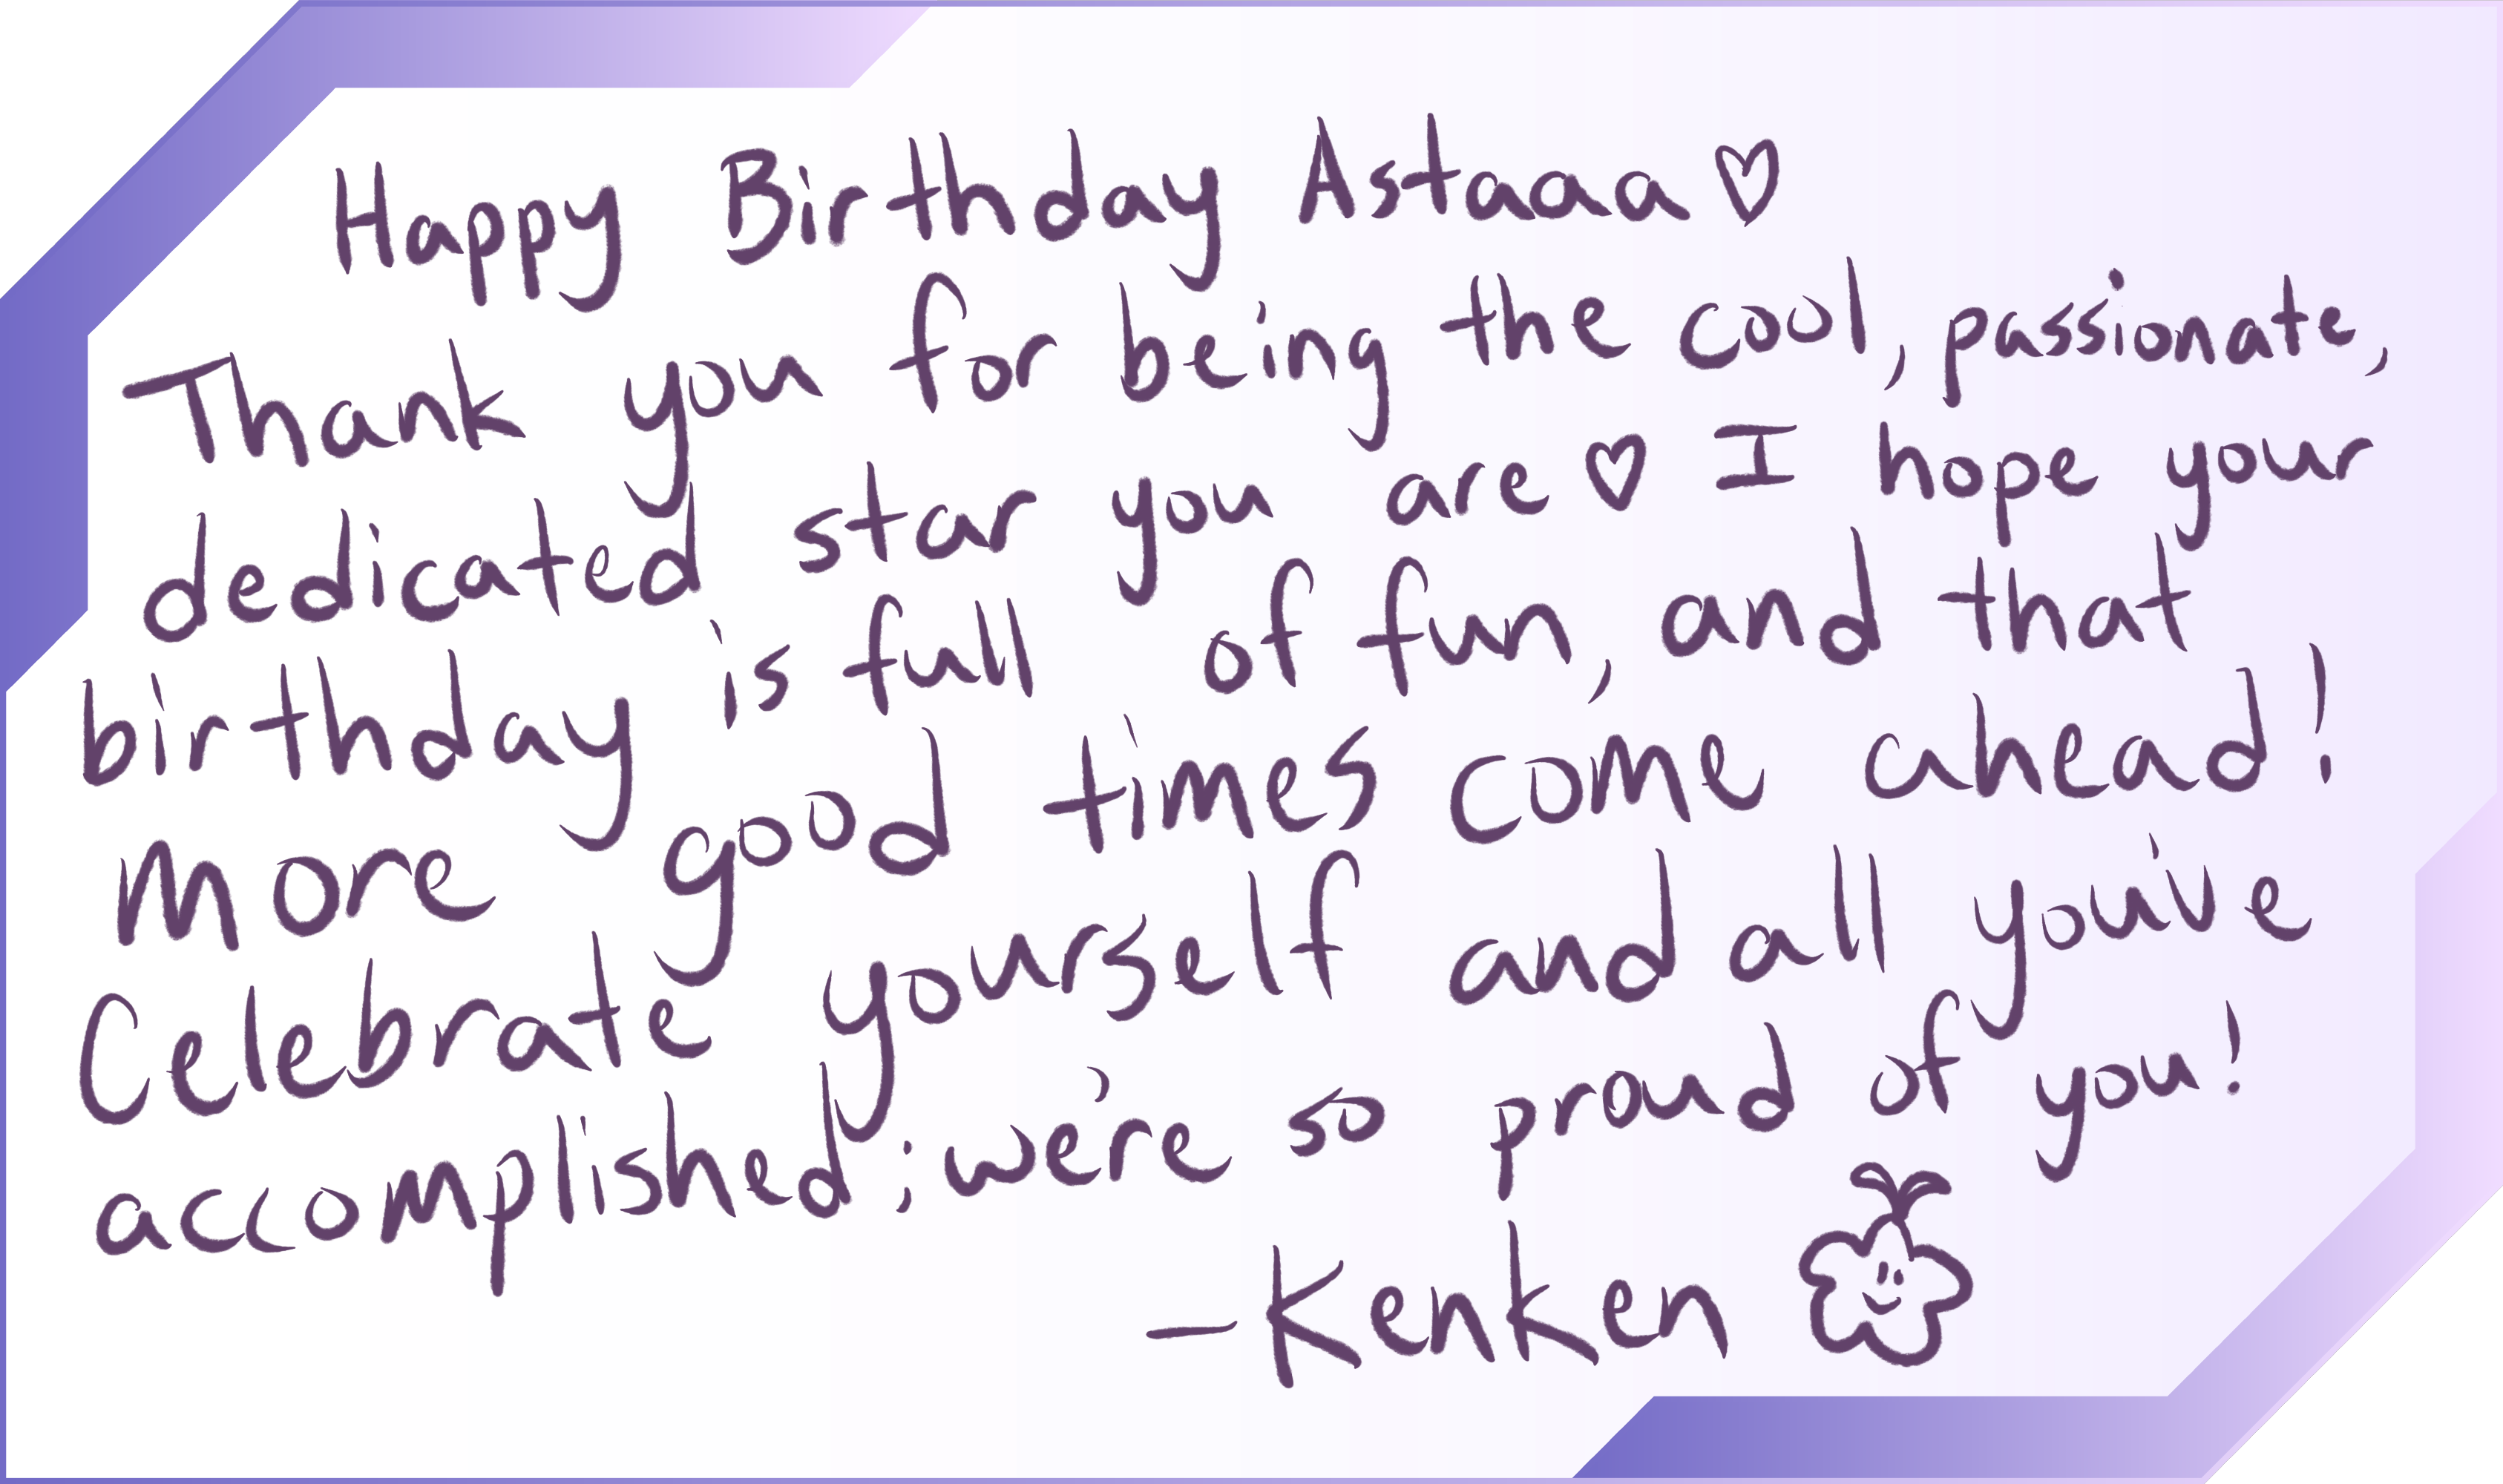 Happy Birthday Astaaa♡
Thank you for being the cool, passionate,
dedicated star you are ♡ I hope your
birthday is full of fun, and that
more good times come ahead!
Celebrate yourself and all you've
accomplished; we're so proud of you!
—Kenken